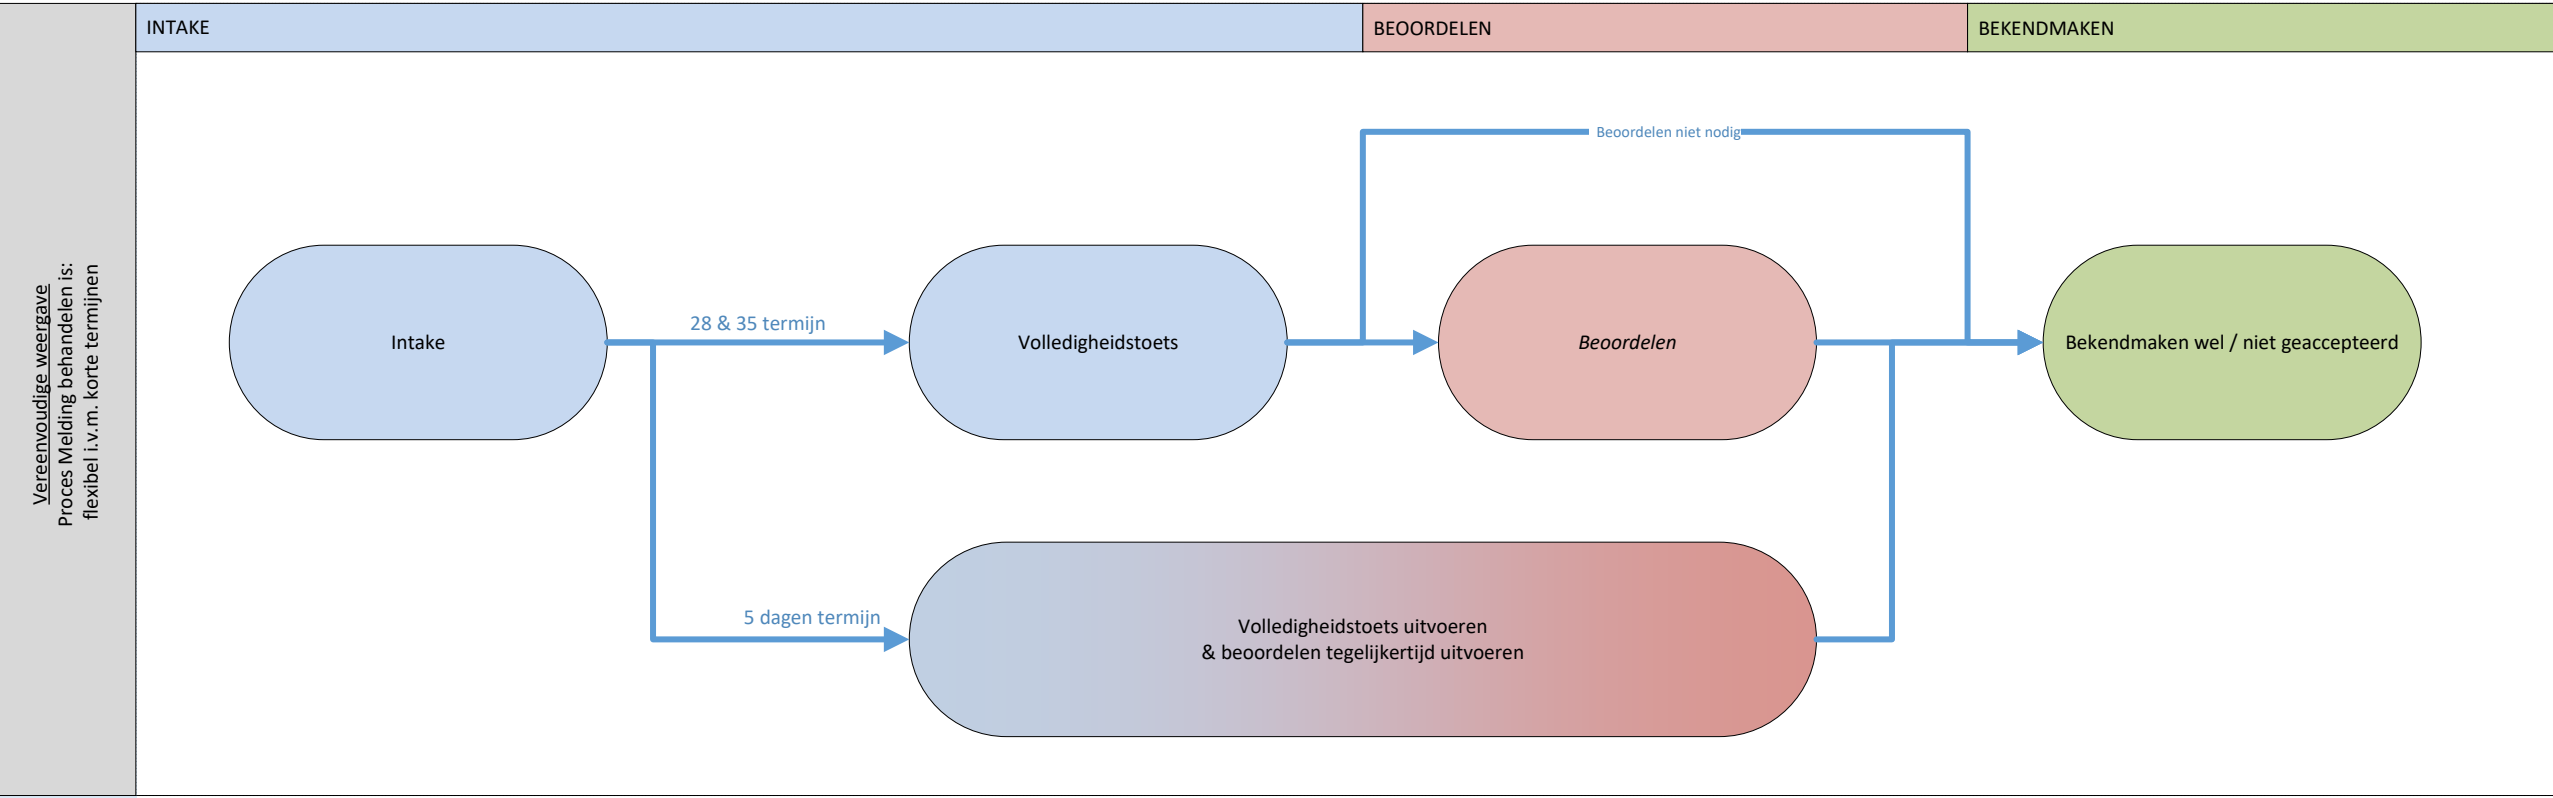 INTAKE
BEOORDELEN
BEKENDMAKEN
Vereenvoudige weergave
Proces Melding behandelen is:
flexibel i.v.m. korte termijnen
Beoordelen niet nodig
Intake
28 & 35 termijn
Volledigheidstoets
Beoordelen
Bekendmaken wel / niet geaccepteerd
5 dagen termijn
Volledigheidstoets uitvoeren
& beoordelen tegelijkertijd uitvoeren